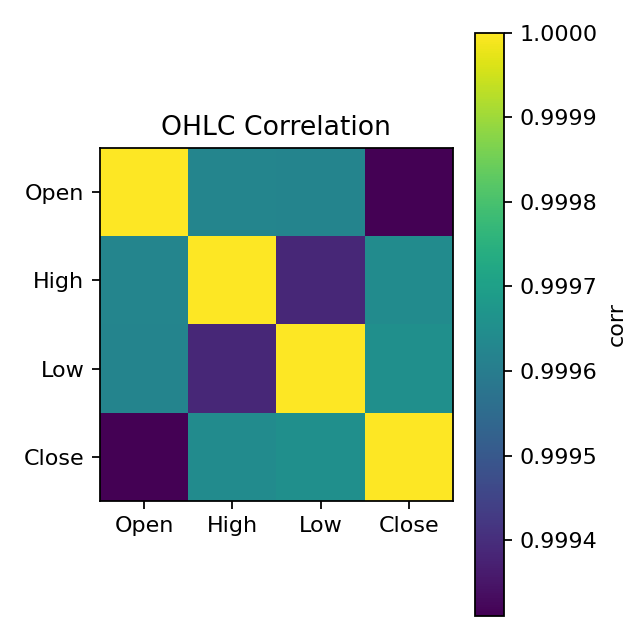 OHLC Correlation
Open
High
Low
Close
Open High Low Close
1.0000
0.9999
0.9998
0.9997
0.9996
0.9995
0.9994
corr